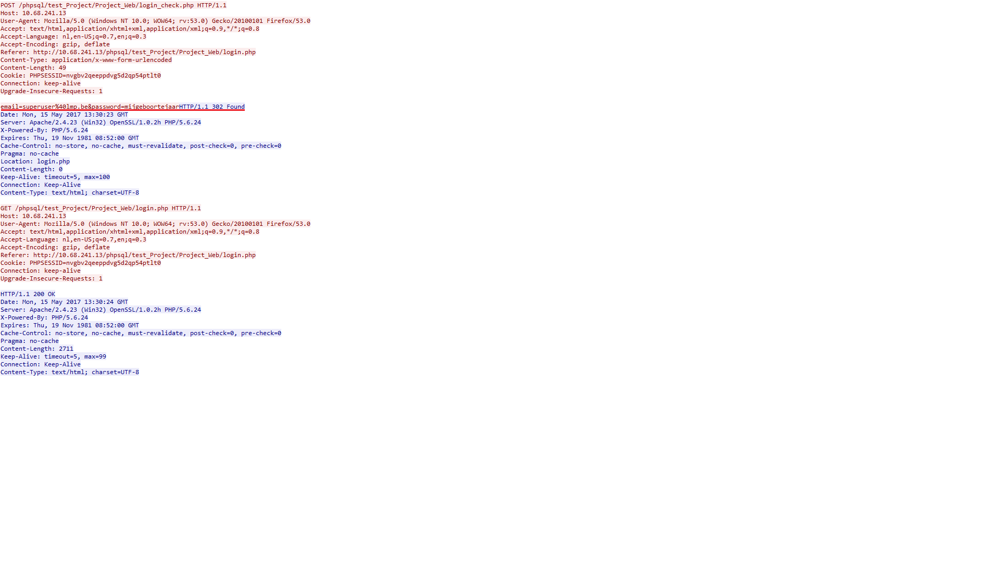 POST /phpsql/test_Project/Project_Web/login_check.php HTTP/1.1
Host: 10.68.241.13
User-Agent: Mozilla/5.0 (Windows NT 10.0; WOW64; rv:53.0) Gecko/20100101 Firefox/53.0
Accept: text/html,application/xhtml+xml,application/xml;q=0.9,*/*;q=0.8
Accept-Language: nl,en-US;q=0.7,en;q=0.3
Accept-Encoding: gzip, deflate
Referer: http://10.68.241.13/phpsql/test_Project/Project_Web/login.php
Content-Type: application/x-www-form-urlencoded
Content-Length: 49
Cookie: PHPSESSID=nvgbv2qeeppdvg5d2qp54ptlt0
Connection: keep-alive
Upgrade-Insecure-Requests: 1
email=superuser%40lmp.be&password=mijgeboortejaarHTTP/1.1 302 Found
Date: Mon, 15 May 2017 13:30:23 GMT
Server: Apache/2.4.23 (Win32) OpenSSL/1.0.2h PHP/5.6.24
X-Powered-By: PHP/5.6.24
Expires: Thu, 19 Nov 1981 08:52:00 GMT
Cache-Control: no-store, no-cache, must-revalidate, post-check=0, pre-check=0
Pragma: no-cache
Location: login.php
Content-Length: 0
Keep-Alive: timeout=5, max=100
Connection: Keep-Alive
Content-Type: text/html; charset=UTF-8
GET /phpsql/test_Project/Project_Web/login.php HTTP/1.1
Host: 10.68.241.13
User-Agent: Mozilla/5.0 (Windows NT 10.0; WOW64; rv:53.0) Gecko/20100101 Firefox/53.0
Accept: text/html,application/xhtml+xml,application/xml;q=0.9,*/*;q=0.8
Accept-Language: nl,en-US;q=0.7,en;q=0.3
Accept-Encoding: gzip, deflate
Referer: http://10.68.241.13/phpsql/test_Project/Project_Web/login.php
Cookie: PHPSESSID=nvgbv2qeeppdvg5d2qp54ptlt0
Connection: keep-alive
Upgrade-Insecure-Requests: 1
HTTP/1.1 200 OK
Date: Mon, 15 May 2017 13:30:24 GMT
Server: Apache/2.4.23 (Win32) OpenSSL/1.0.2h PHP/5.6.24
X-Powered-By: PHP/5.6.24
Expires: Thu, 19 Nov 1981 08:52:00 GMT
Cache-Control: no-store, no-cache, must-revalidate, post-check=0, pre-check=0
Pragma: no-cache
Content-Length: 2711
Keep-Alive: timeout=5, max=99
Connection: Keep-Alive
Content-Type: text/html; charset=UTF-8